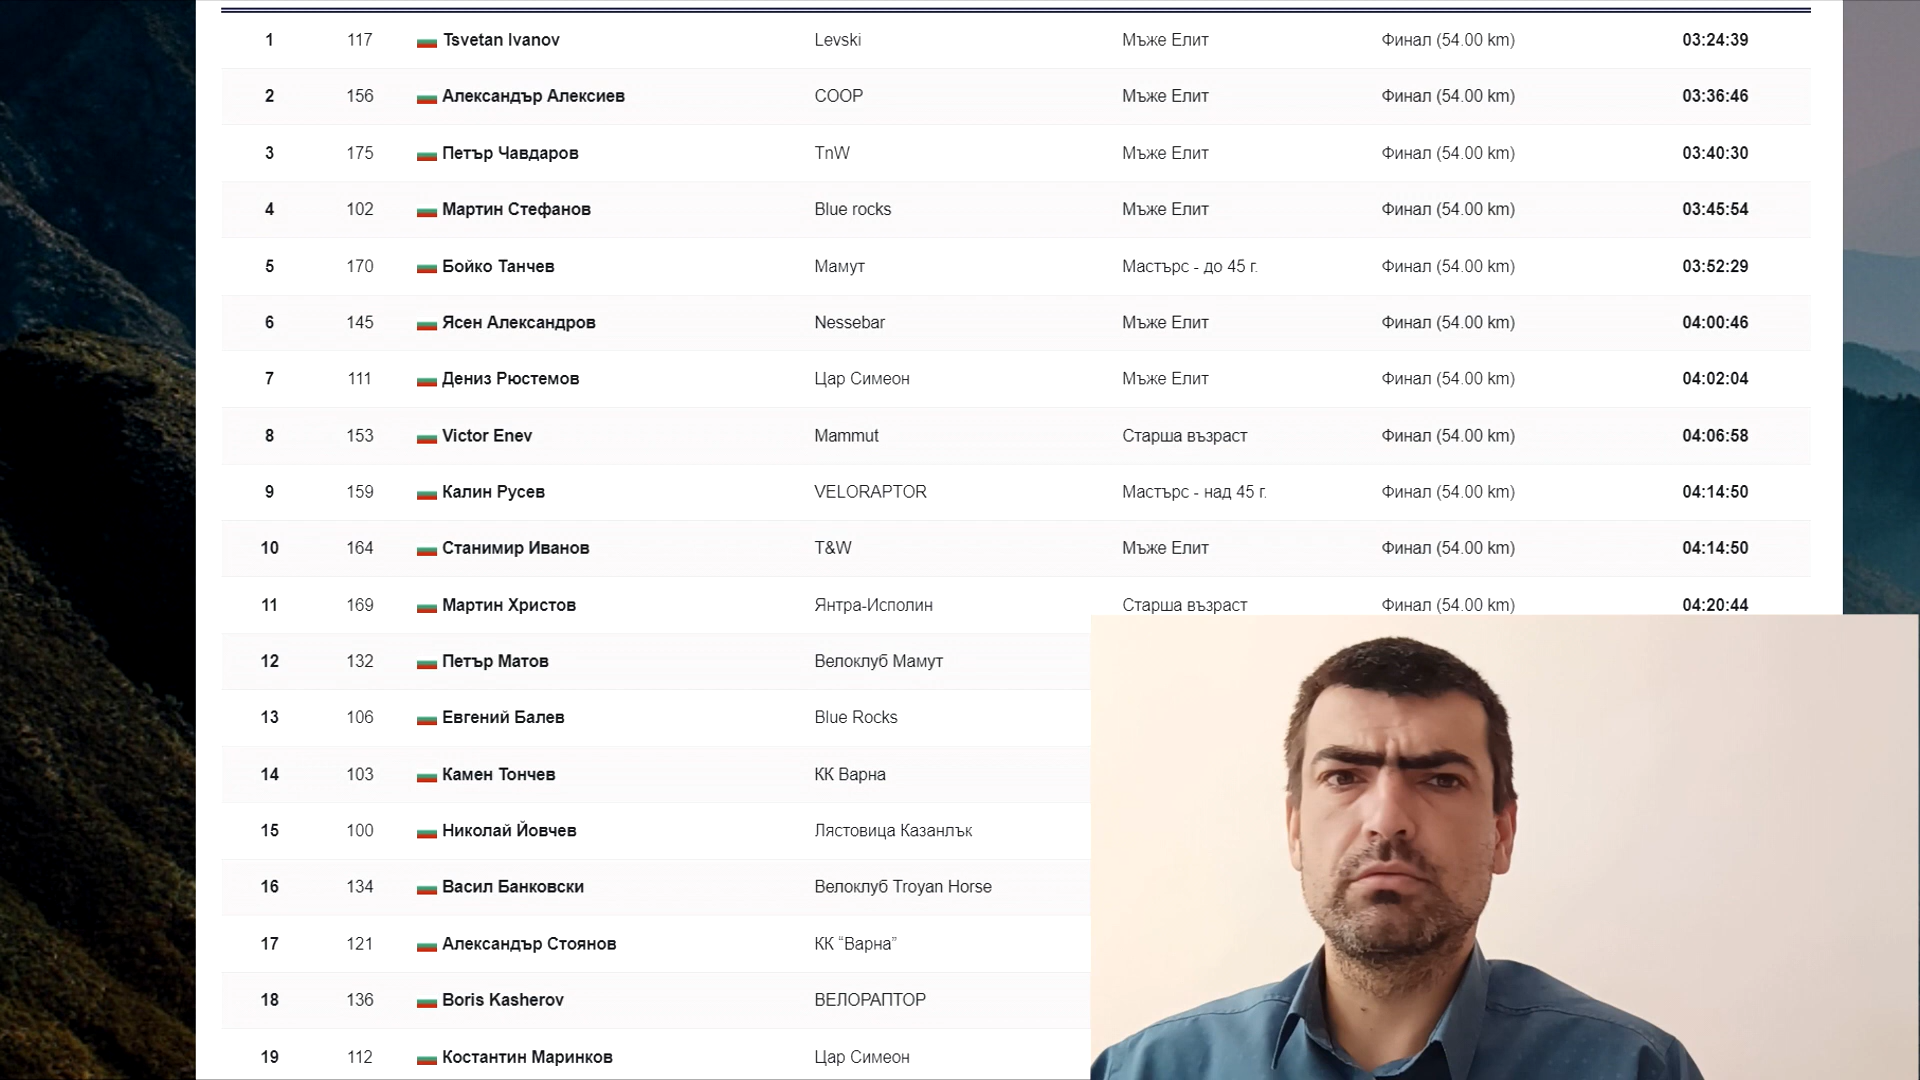 1 117 Tsvetan Ivanov Levski Мъже Елит Финал (54.00 km) 03:24:39
2 156 Александър Алексиев COOP Мъже Елит Финал (54.00 km) 03:36:46
3 175 Петър Чавдаров TnW Мъже Елит Финал (54.00 km) 03:40:30
4 102 Мартин Стефанов Blue rocks Мъже Елит Финал (54.00 km) 03:45:54
5 170 Бойко Танчев Мамут Мастърс - до 45 г. Финал (54.00 km) 03:52:29
6 145 Ясен Александров Nessebar Мъже Елит Финал (54.00 km) 04:00:46
7 111 Дениз Рюстемов Цар Симеон Мъже Елит Финал (54.00 km) 04:02:04
8 153 Victor Enev Mammut Старша възраст Финал (54.00 km) 04:06:58
9 159 Калин Русев VELORAPTOR Мастърс - над 45 г. Финал (54.00 km) 04:14:50
10 164 Станимир Иванов T&W Мъже Елит Финал (54.00 km) 04:14:50
11 169 Мартин Христов Янтра-Исполин Старша възраст Финал (54.00 km) 04:20:44
12 132 Петър Матов Велоклуб Мамут
13 106 Евгений Балев Blue Rocks
14 103 Камен Тончев КК Варна
15 100 Николай Йовчев Лястовица Казанлък
16 134 Васил Банковски Велоклуб Troyan Horse
17 121 Александър Стоянов КК “Варна”
18 136 Boris Kasherov ВЕЛОРАПТОР
19 112 Костантин Маринков Цар Симеон